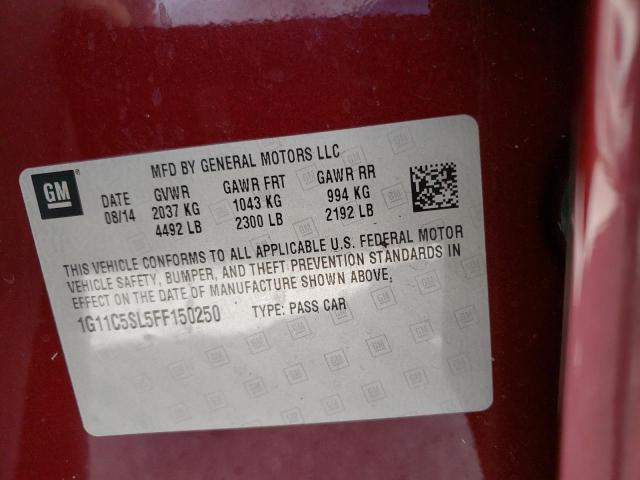 GM
MFD BY GENERAL MOTORS LLC
DATE GVWR GAWR FRT GAWR RR
08/14 2037 KG 1043 KG 994 KG
4492 LB 2300 LB 2192 LB
THIS VEHICLE CONFORMS TO ALL APPLICABLE U.S. FEDERAL MOTOR
VEHICLE SAFETY, BUMPER, AND THEFT PREVENTION STANDARDS IN
EFFECT ON THE DATE OF MANUFACTURE SHOWN ABOVE,
1G11C5SL5FF150250 TYPE: PASS CAR